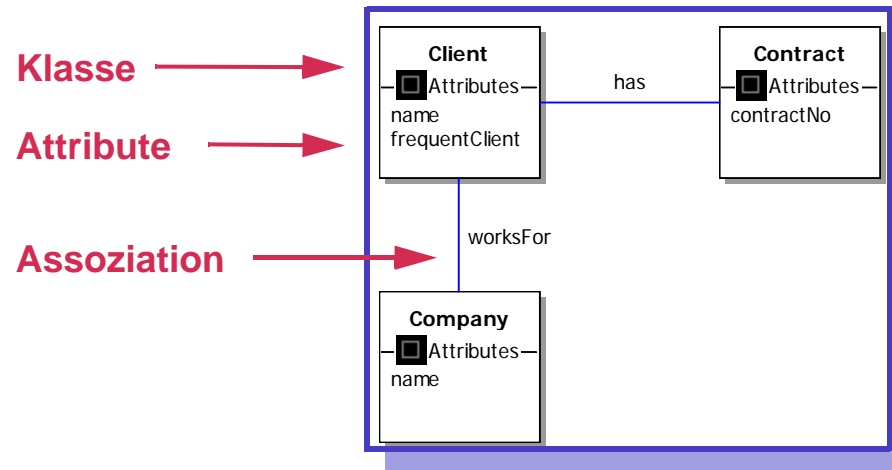 Klasse
Attribute
Assoziation
Client
Attributes
name
frequentClient
has
Contract
Attributes
contractNo
worksFor
Company
Attributes
name